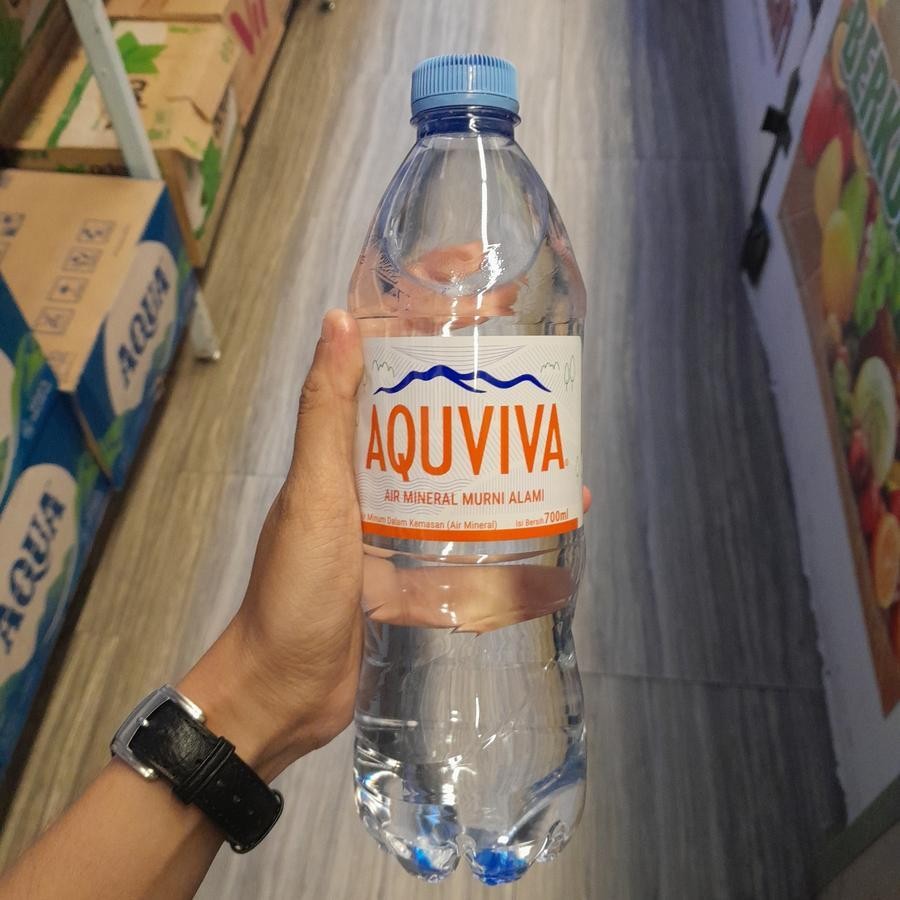 AQUVIVA
AIR MINERAL MURNI ALAMI
Minum Dalam Kemasan (Air Mineral)
Isi Bersih 700ml
AQUA
AQUA